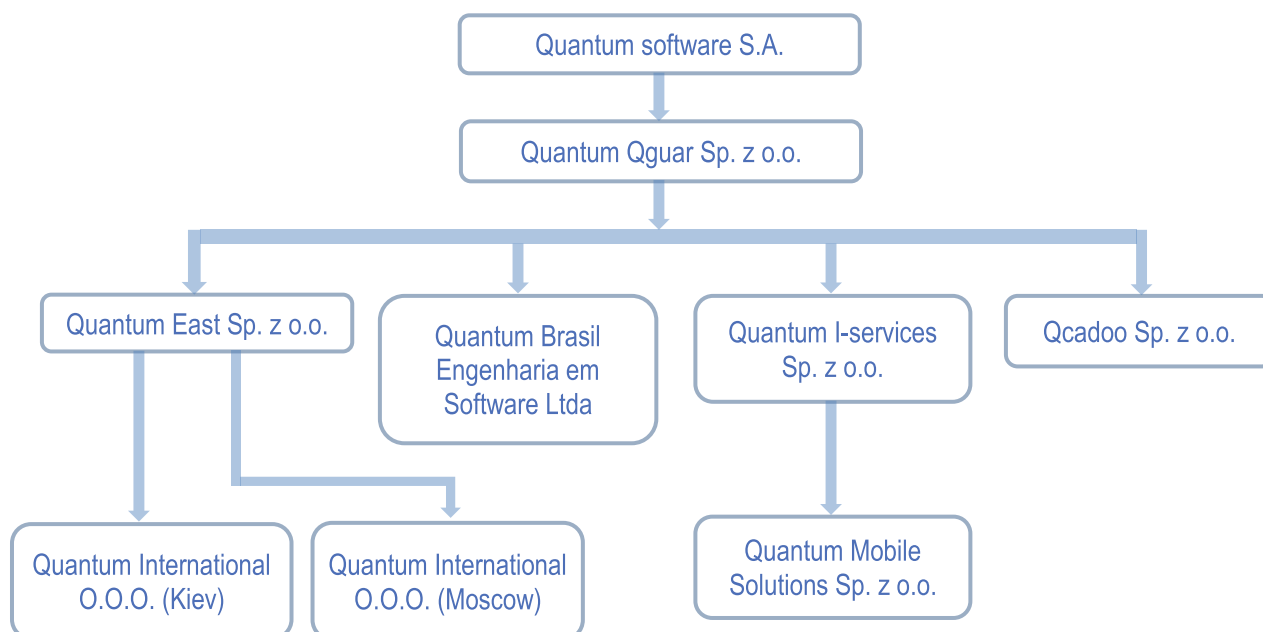 Quantum software S.A.
Quantum Qguar Sp. z o.o.
Quantum East Sp. z o.o.
Quantum Brasil
Engenharia em
Software Ltda
Quantum I-services
Sp. z o.o.
Qcadoo Sp. z o.o.
Quantum International
O.O.O. (Kiev)
Quantum International
O.O.O. (Moscow)
Quantum Mobile
Solutions Sp. z o.o.